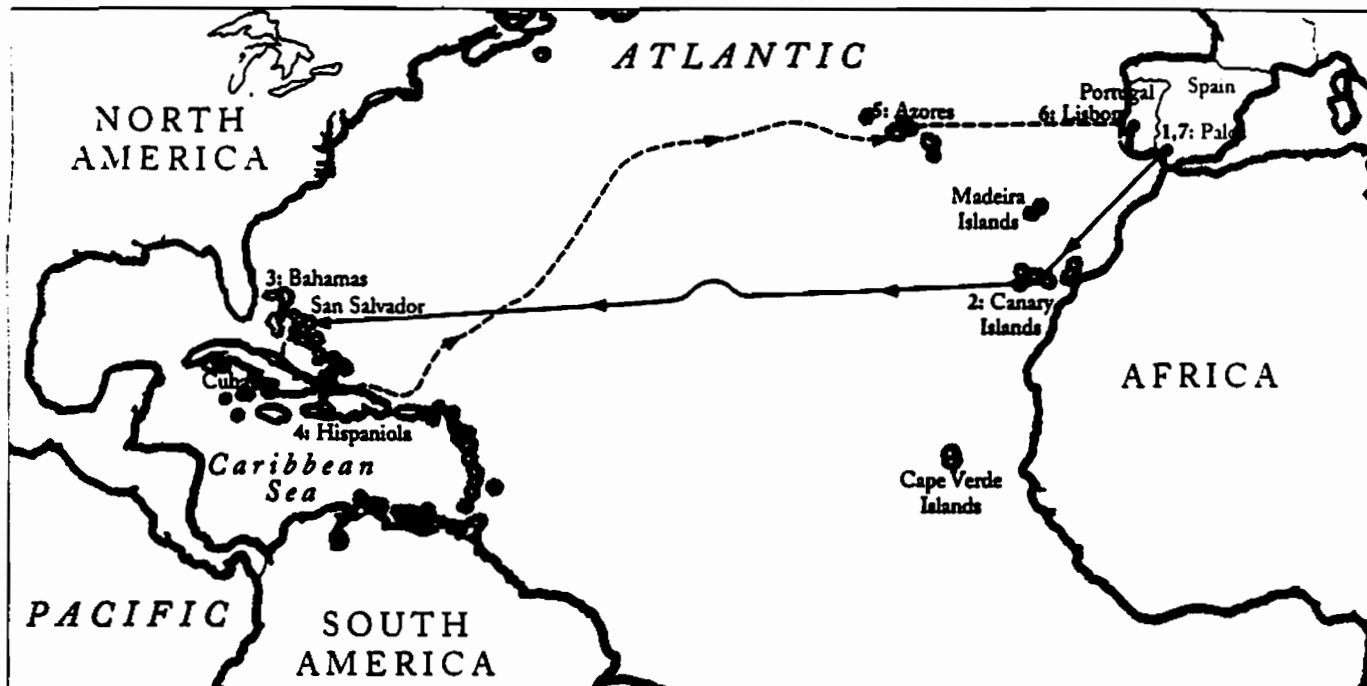 ATLANTIC
NORTH
AMERICA
5: Azores
Portugal
Spain
6: Lisbon
1,7: Palos
Madeira
Islands
3: Bahamas
San Salvador
2: Canary
Islands
Cuba
AFRICA
4: Hispaniola
Caribbean
Sea
Cape Verde
Islands
PACIFIC
SOUTH
AMERICA